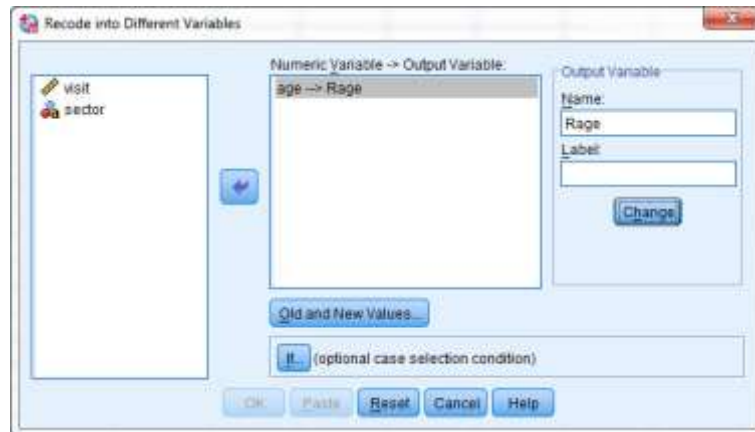 Recode into Different Variables
visit
sector
Numeric Variable -> Output Variable:
age --> Rage
Output Variable
Name:
Rage
Label:
Change
Old and New Values...
If... (optional case selection condition)
OK Paste Reset Cancel Help